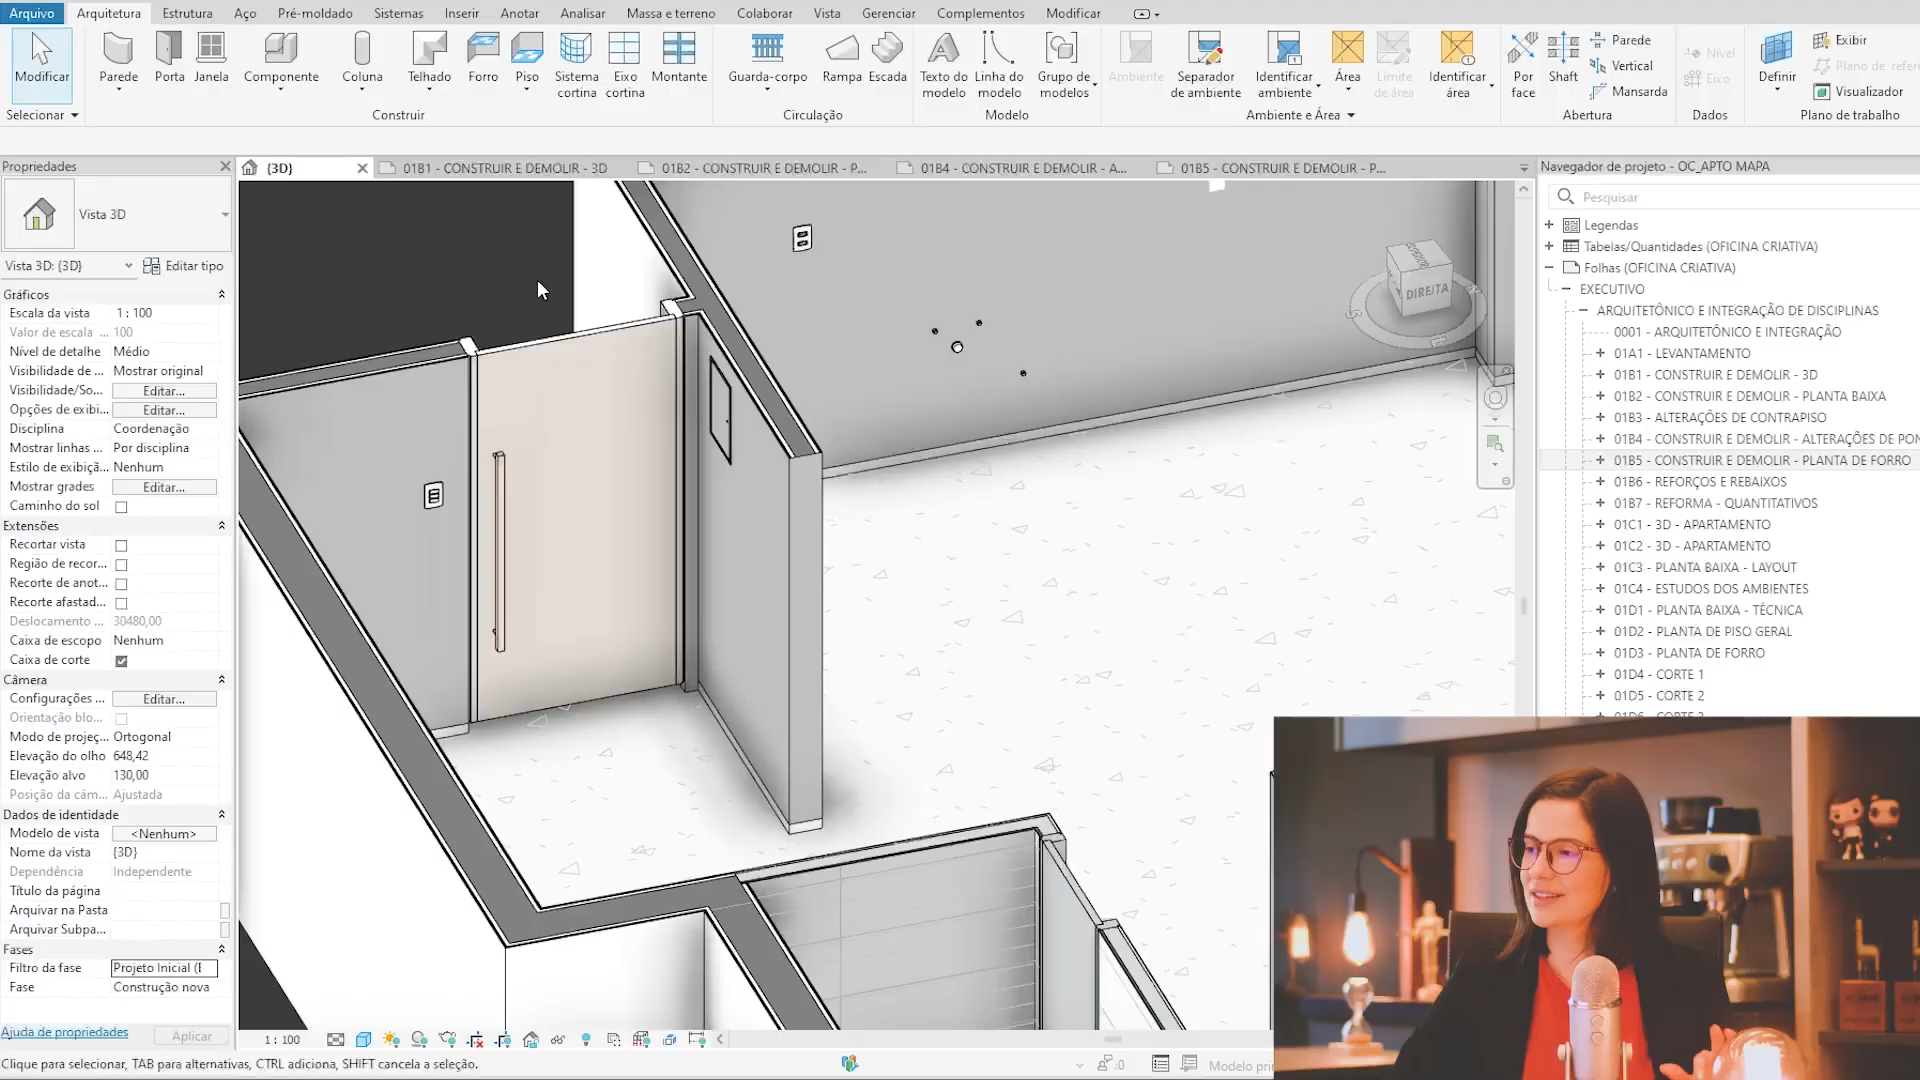 Arquivo Arquitetura Estrutura Aço Pré-moldado Sistemas Inserir Anotar Analisar Massa e terreno Colaborar Vista Gerenciar Complementos Modificar
Modificar Parede Porta Janela Componente Coluna Telhado Forro Piso Sistema cortina Eixo cortina Montante Guarda-corpo Rampa Escada Texto do modelo Linha do modelo Grupo de modelos Ambiente Separador de ambiente Identificar ambiente Área Limite de área Identificar área Por face Shaft
Parede
Vertical
Mansarda
Nível
Eixo
Definir
Exibir
Plano de refer
Visualizador
Selecionar Construir Circulação Modelo Ambiente e Área Abertura Dados Plano de trabalho
Propriedades
Vista 3D
Vista 3D: {3D} Editar tipo
Gráficos
Escala da vista 1 : 100
Valor de escala ... 100
Nível de detalhe Médio
Visibilidade de ... Mostrar original
Visibilidade/So... Editar...
Opções de exibi... Editar...
Disciplina Coordenação
Mostrar linhas ... Por disciplina
Estilo de exibiçã... Nenhum
Mostrar grades Editar...
Caminho do sol
Extensões
Recortar vista
Região de recor...
Recorte de anot...
Recorte afastad...
Deslocamento ... 30480,00
Caixa de escopo Nenhum
Caixa de corte
Câmera
Configurações ... Editar...
Orientação blo...
Modo de projeç... Ortogonal
Elevação do olho 648,42
Elevação alvo 130,00
Posição da câm... Ajustada
Dados de identidade
Modelo de vista <Nenhum>
Nome da vista {3D}
Dependência Independente
Título da página
Arquivar na Pasta
Arquivar Subpa...
Fases
Filtro da fase Projeto Inicial (I
Fase Construção nova
Ajuda de propriedades Aplicar
{3D} 01B1 - CONSTRUIR E DEMOLIR - 3D 01B2 - CONSTRUIR E DEMOLIR - P... 01B4 - CONSTRUIR E DEMOLIR - A... 01B5 - CONSTRUIR E DEMOLIR - P...
DIREITA
Navegador de projeto - OC_APTO MAPA
Pesquisar
Legendas
Tabelas/Quantidades (OFICINA CRIATIVA)
Folhas (OFICINA CRIATIVA)
EXECUTIVO
ARQUITETÔNICO E INTEGRAÇÃO DE DISCIPLINAS
0001 - ARQUITETÔNICO E INTEGRAÇÃO
01A1 - LEVANTAMENTO
01B1 - CONSTRUIR E DEMOLIR - 3D
01B2 - CONSTRUIR E DEMOLIR - PLANTA BAIXA
01B3 - ALTERAÇÕES DE CONTRAPISO
01B4 - CONSTRUIR E DEMOLIR - ALTERAÇÕES DE PON
01B5 - CONSTRUIR E DEMOLIR - PLANTA DE FORRO
01B6 - REFORÇOS E REBAIXOS
01B7 - REFORMA - QUANTITATIVOS
01C1 - 3D - APARTAMENTO
01C2 - 3D - APARTAMENTO
01C3 - PLANTA BAIXA - LAYOUT
01C4 - ESTUDOS DOS AMBIENTES
01D1 - PLANTA BAIXA - TÉCNICA
01D2 - PLANTA DE PISO GERAL
01D3 - PLANTA DE FORRO
01D4 - CORTE 1
01D5 - CORTE 2
1 : 100
Clique para selecionar, TAB para alternativas, CTRL adiciona, SHIFT cancela a seleção.
:0
Modelo prin